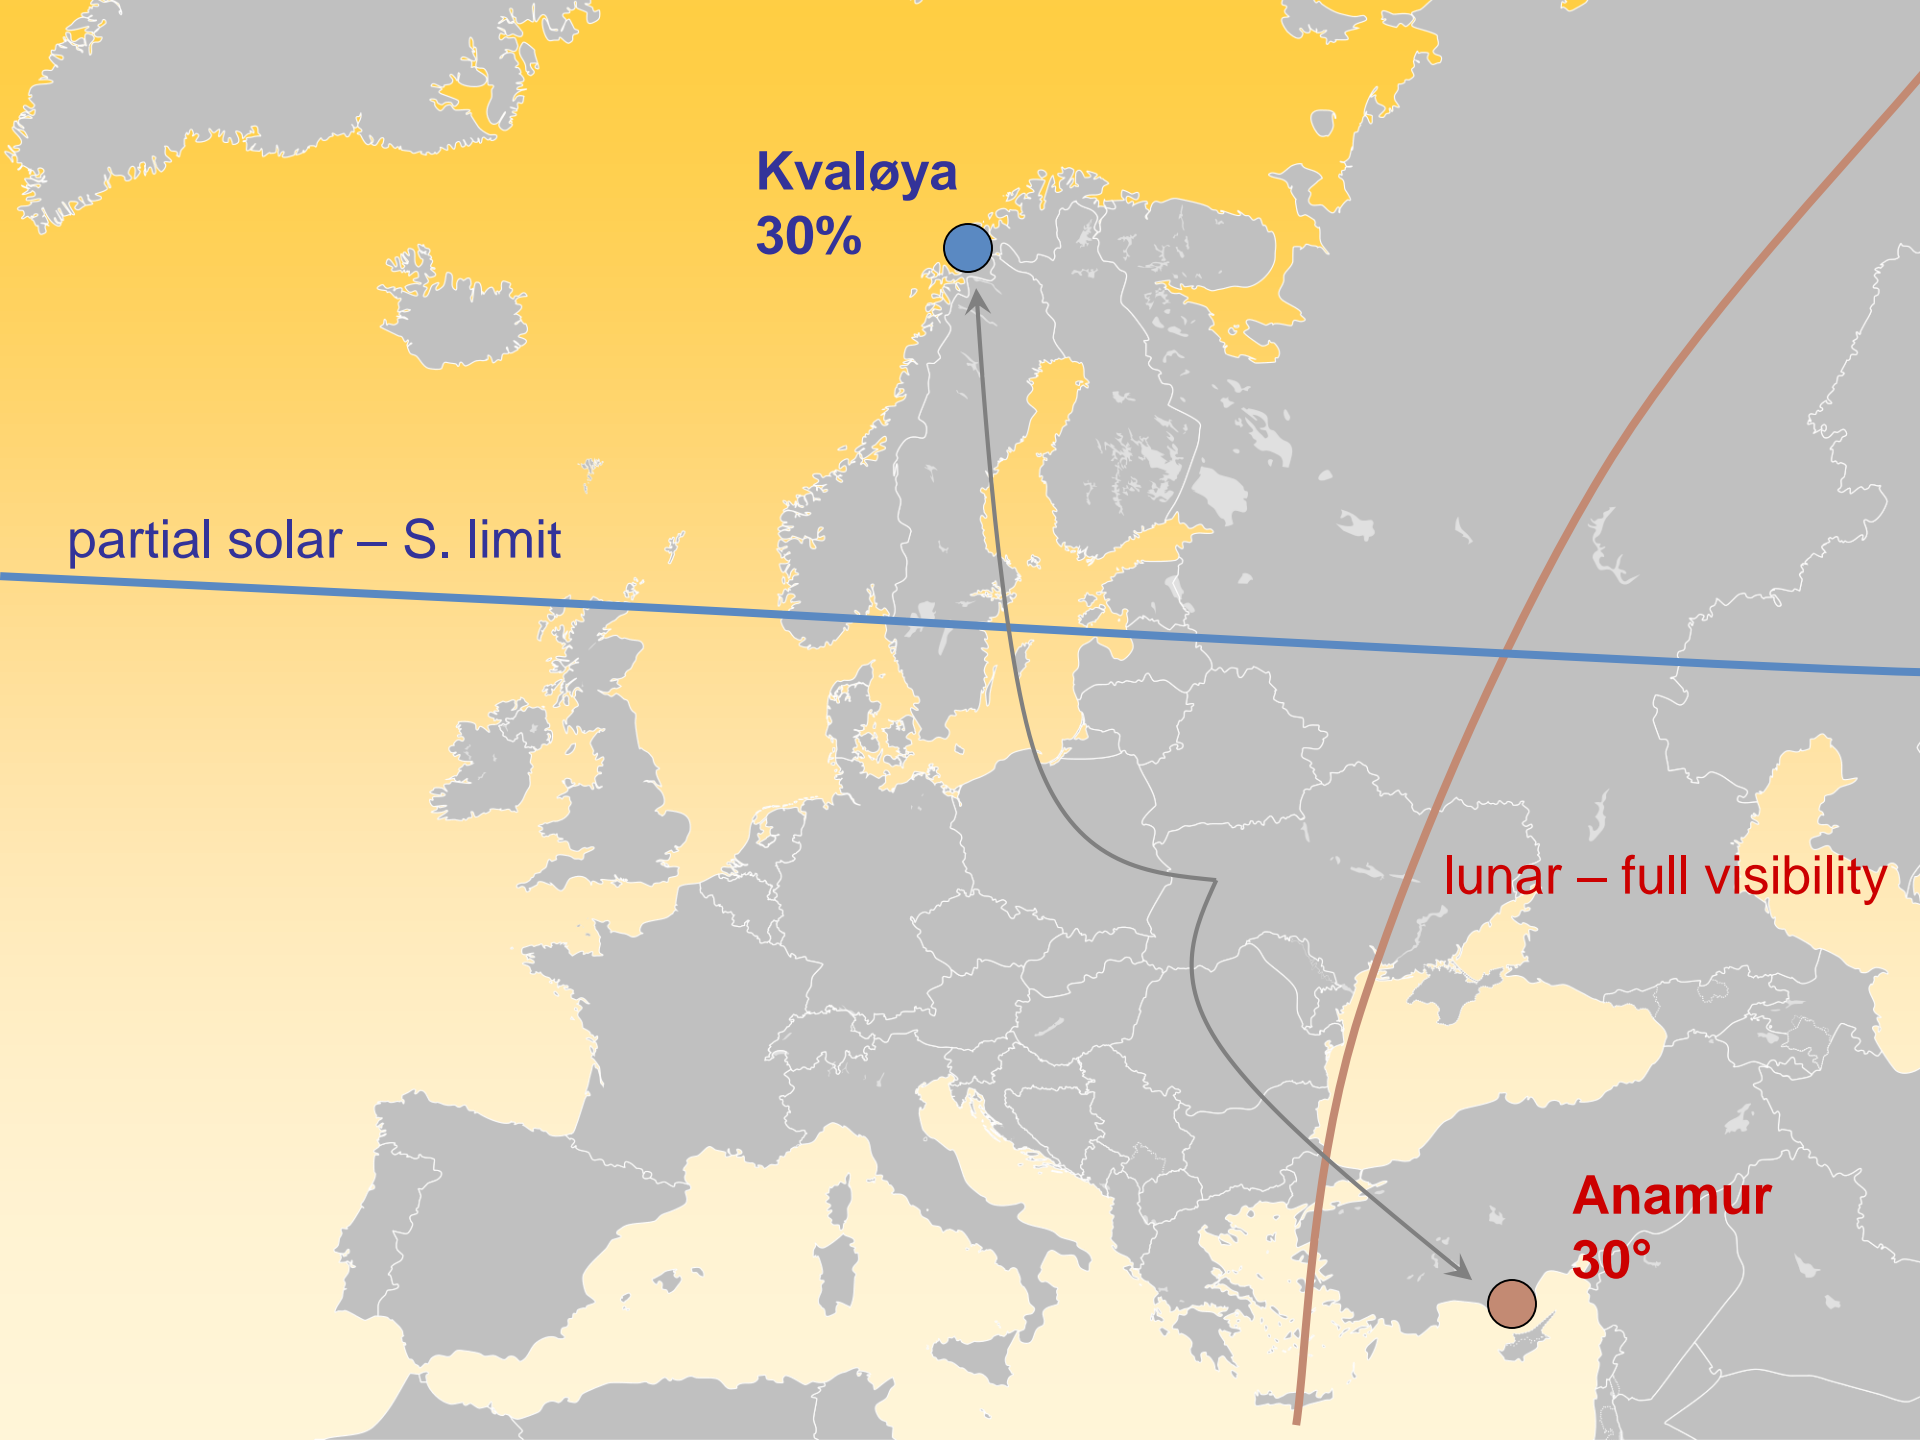 Kvaløya
30%
partial solar – S. limit
lunar – full visibility
Anamur
30°